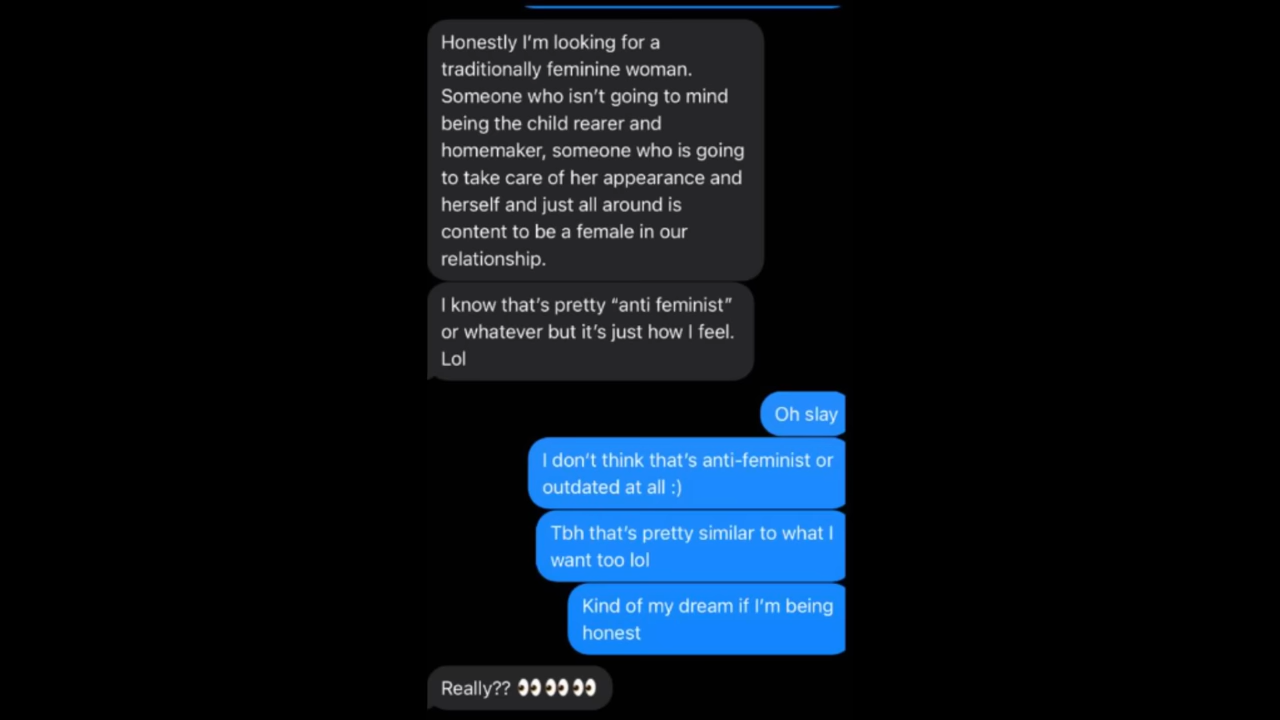 Honestly I’m looking for a
traditionally feminine woman.
Someone who isn’t going to mind
being the child rearer and
homemaker, someone who is going
to take care of her appearance and
herself and just all around is
content to be a female in our
relationship.
I know that’s pretty “anti feminist”
or whatever but it’s just how I feel.
Lol
Oh slay
I don’t think that’s anti-feminist or
outdated at all :)
Tbh that’s pretty similar to what I
want too lol
Kind of my dream if I’m being
honest
Really?? 👀👀👀